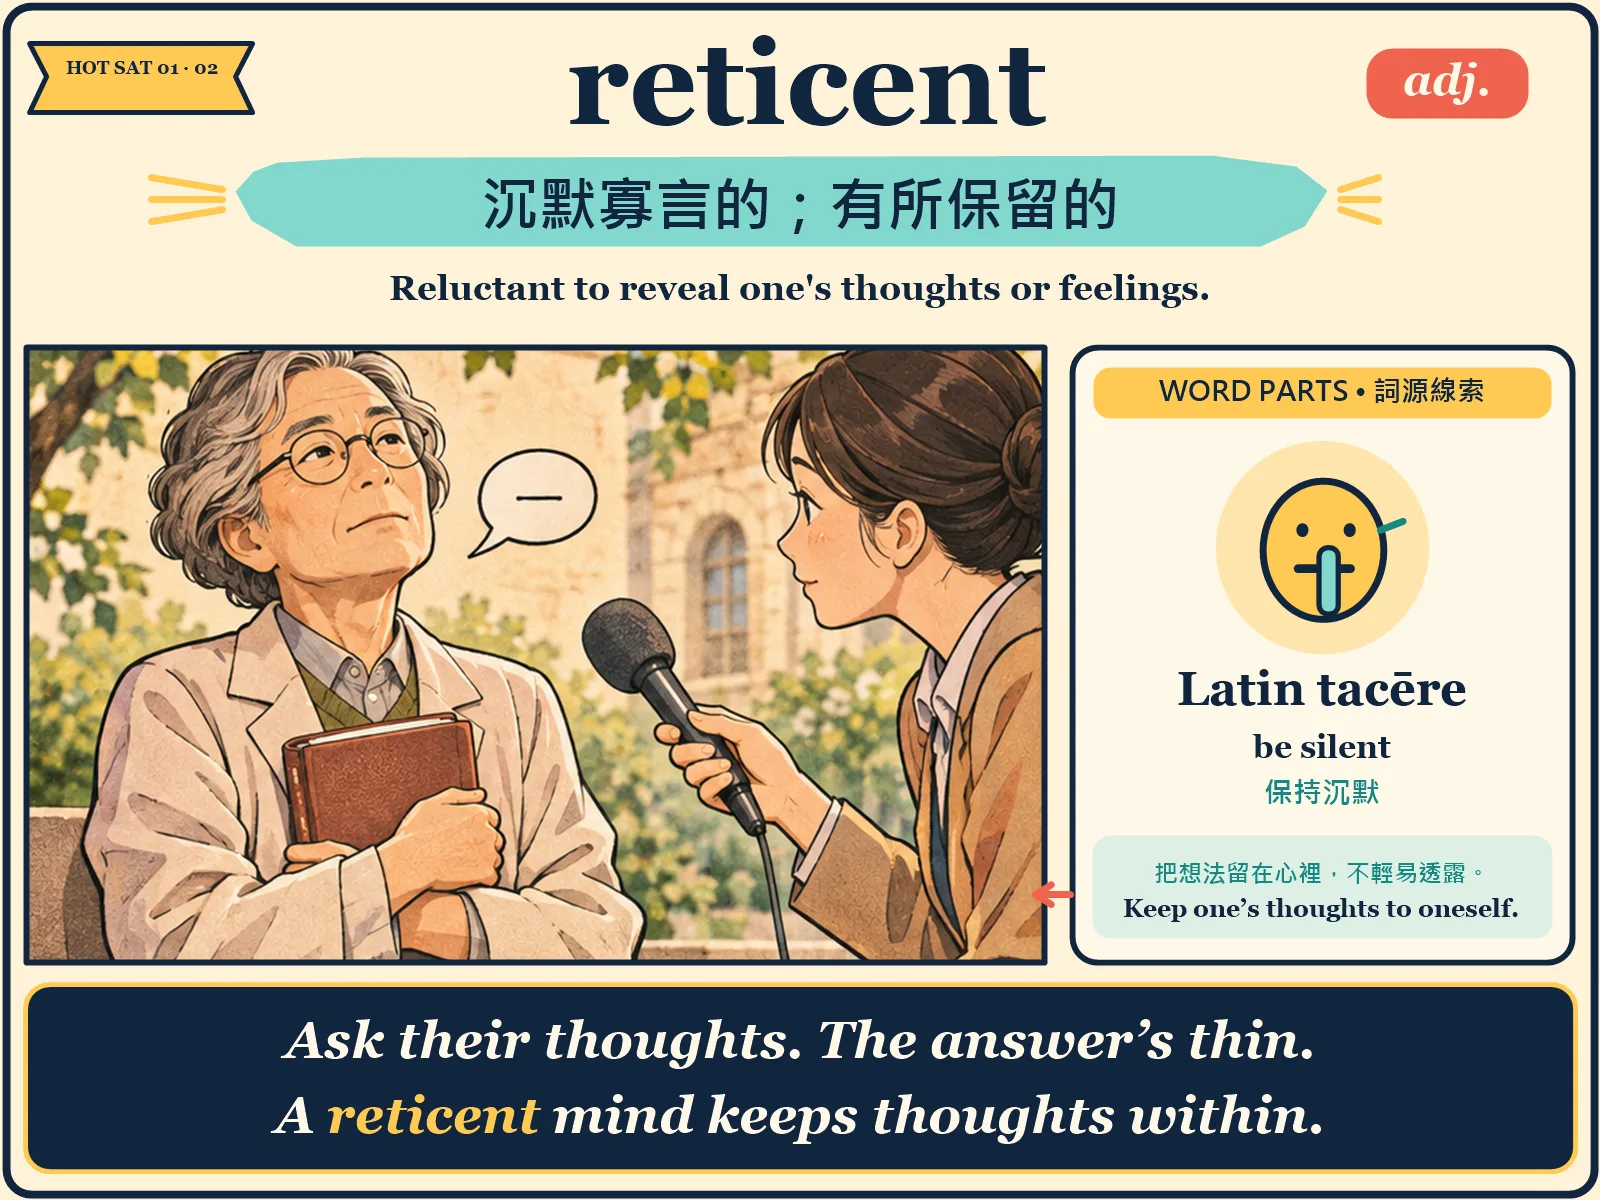 HOT SAT 01 · 02
reticent
adj.
沉默寡言的；有所保留的
Reluctant to reveal one's thoughts or feelings.
—
WORD PARTS • 詞源線索
Latin tacēre
be silent
保持沉默
把想法留在心裡，不輕易透露。
Keep one’s thoughts to oneself.
Ask their thoughts. The answer’s thin.
A reticent mind keeps thoughts within.